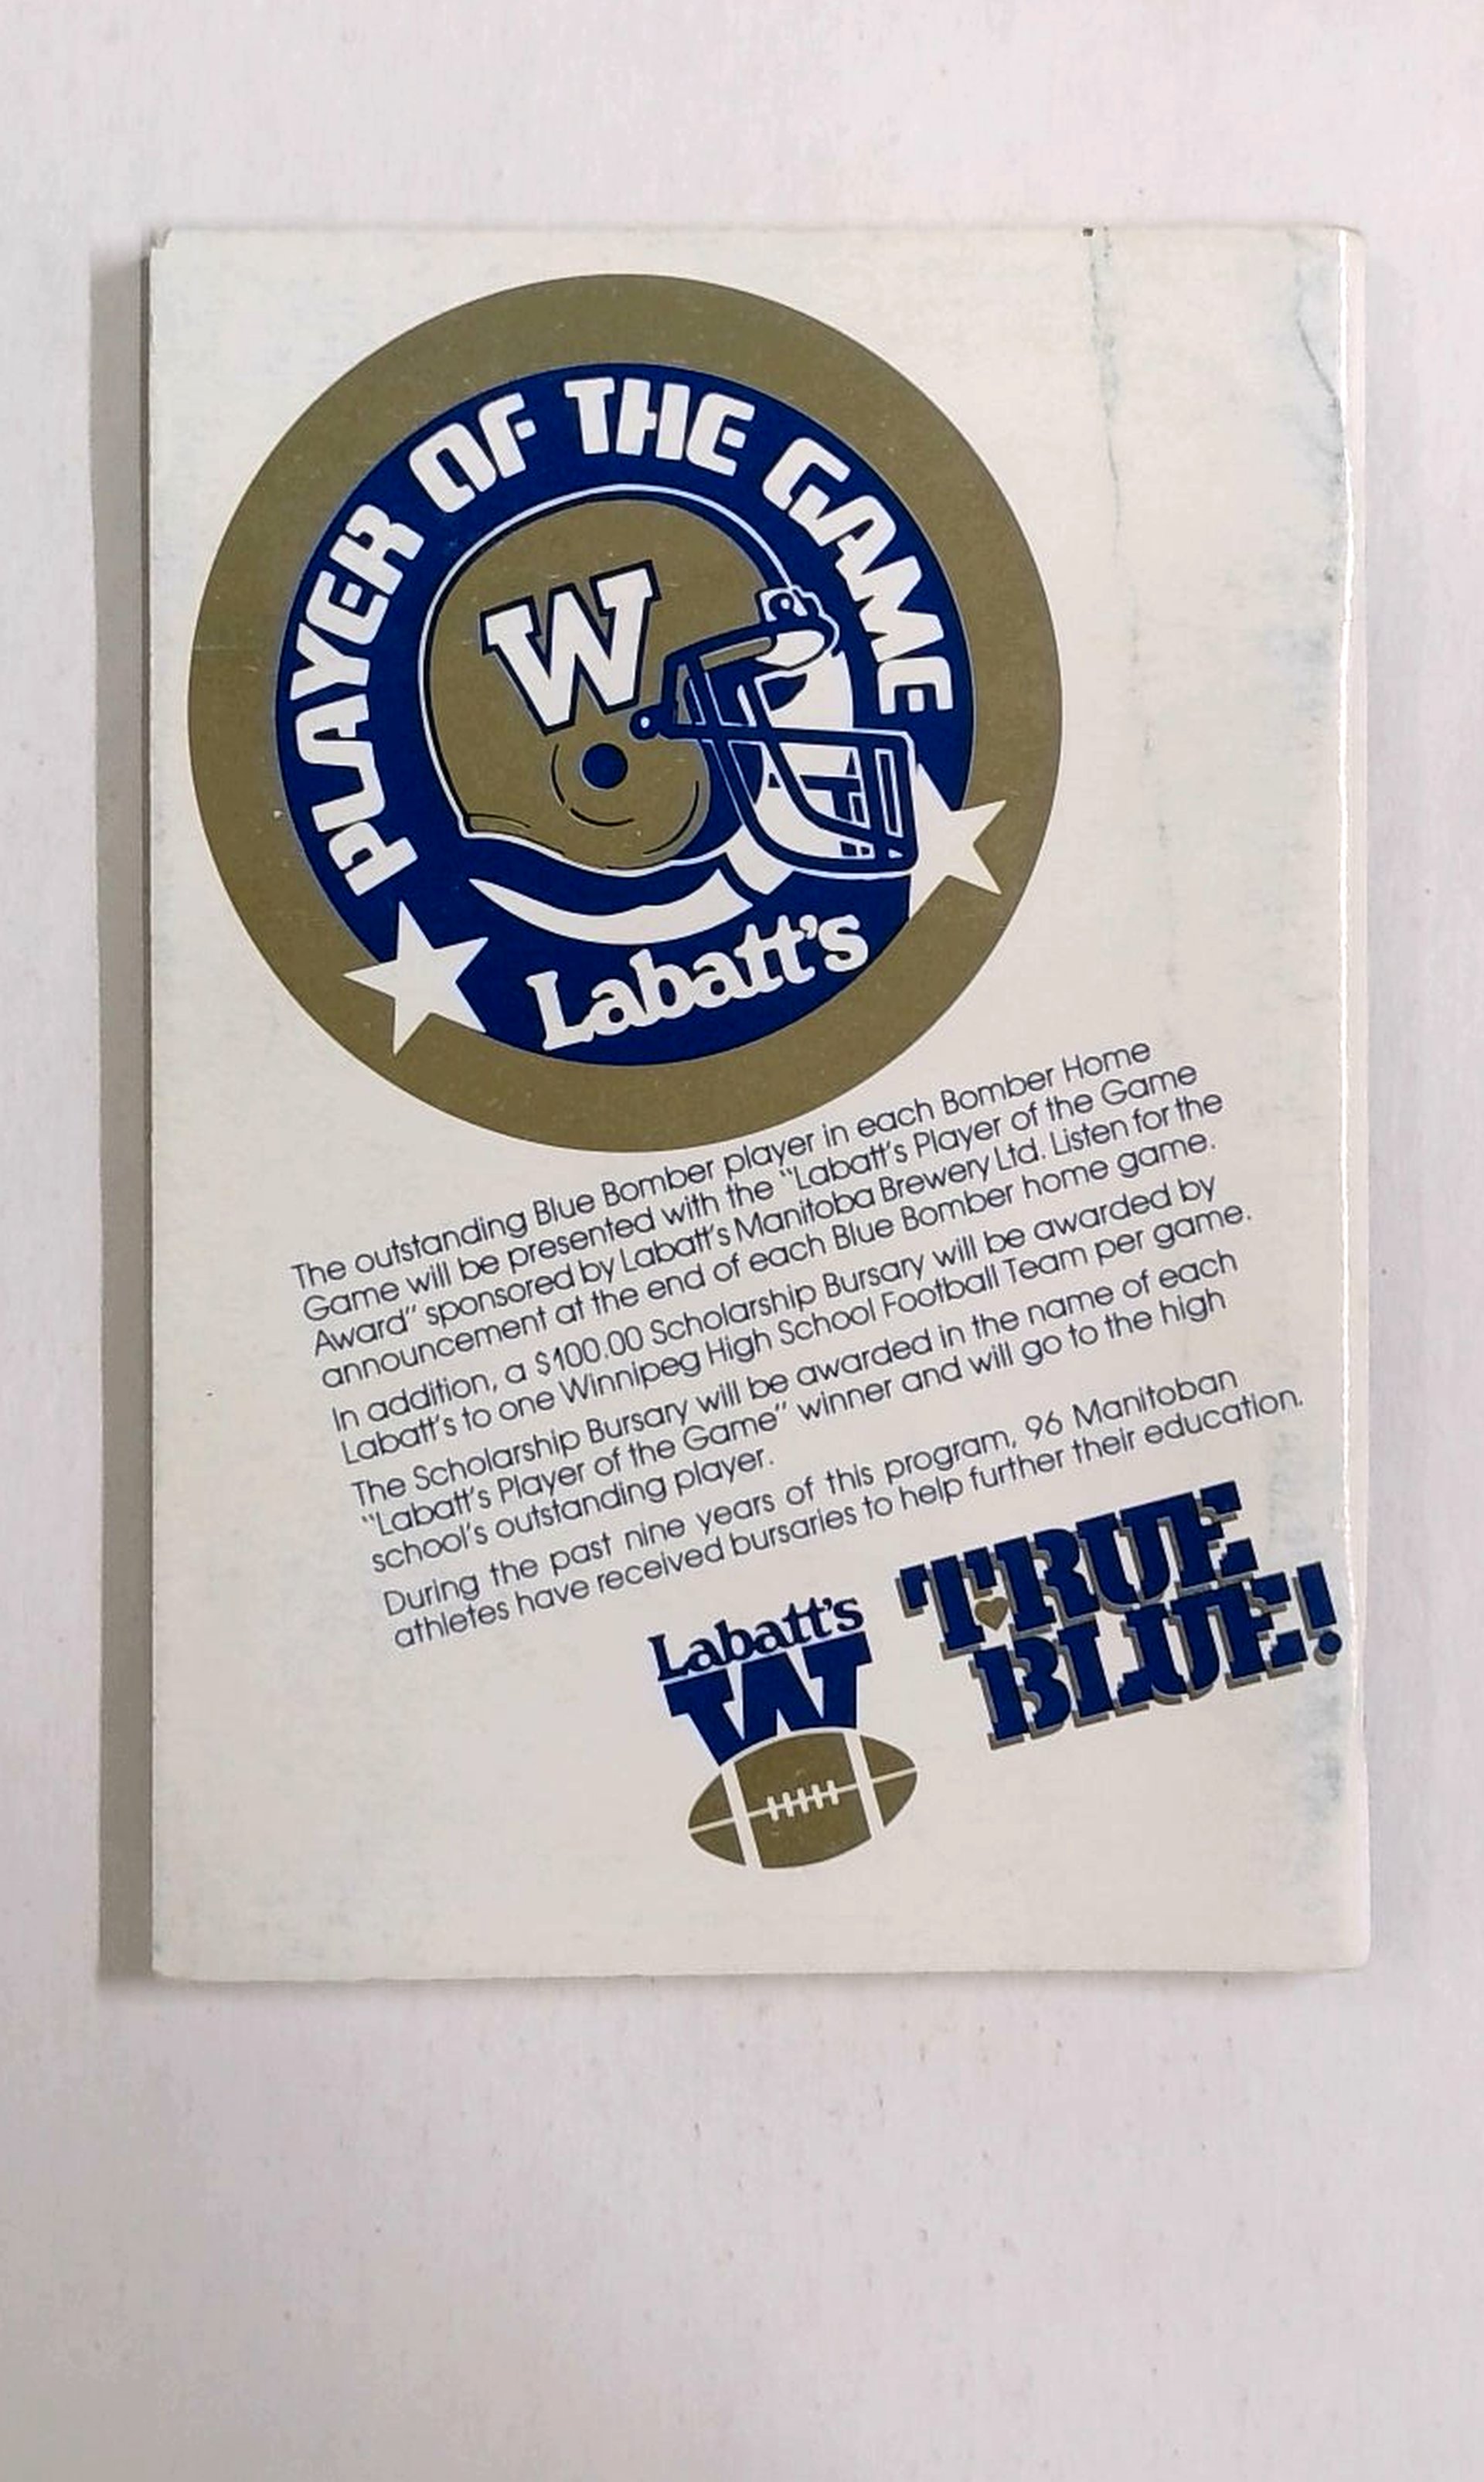 PLAYER OF THE GAME
W
Labatt's
The outstanding Blue Bomber player in each Bomber Home
Game will be presented with the "Labatt's Player of the Game
Award" sponsored by Labatt's Manitoba Brewery Ltd. Listen for the
announcement at the end of each Blue Bomber home game.
In addition, a $100.00 Scholarship Bursary will be awarded by
Labatt's to one Winnipeg High School Football Team per game.
The Scholarship Bursary will be awarded in the name of each
"Labatt's Player of the Game" winner and will go to the high
school's outstanding player.
During the past nine years of this program, 96 Manitoban
athletes have received bursaries to help further their education.
Labatt's
W
TRUE
BLUE!